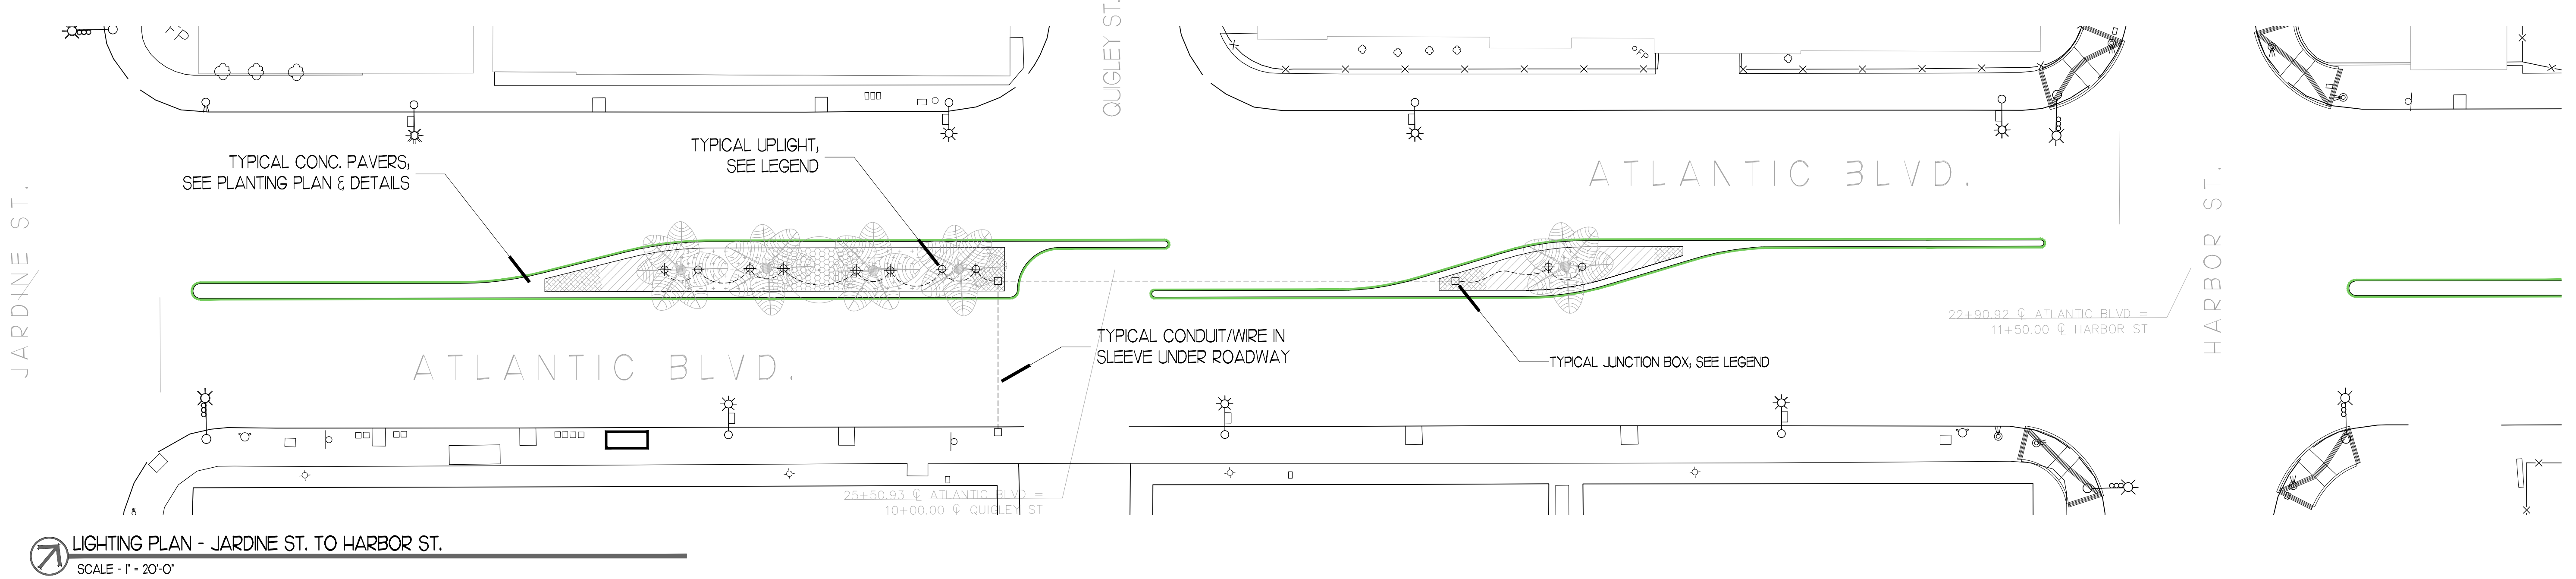 FP
QUIGLEY ST.
FP
TYPICAL UPLIGHT;
SEE LEGEND
TYPICAL CONC. PAVERS;
SEE PLANTING PLAN & DETAILS
ATLANTIC BLVD.
JARDINE ST.
HARBOR ST.
22+90.92 ℄ ATLANTIC BLVD =
11+50.00 ℄ HARBOR ST
TYPICAL CONDUIT/WIRE IN
SLEEVE UNDER ROADWAY
TYPICAL JUNCTION BOX; SEE LEGEND
ATLANTIC BLVD.
25+50.93 ℄ ATLANTIC BLVD =
10+00.00 ℄ QUIGLEY ST
LIGHTING PLAN - JARDINE ST. TO HARBOR ST.
SCALE - 1" = 20'-0"